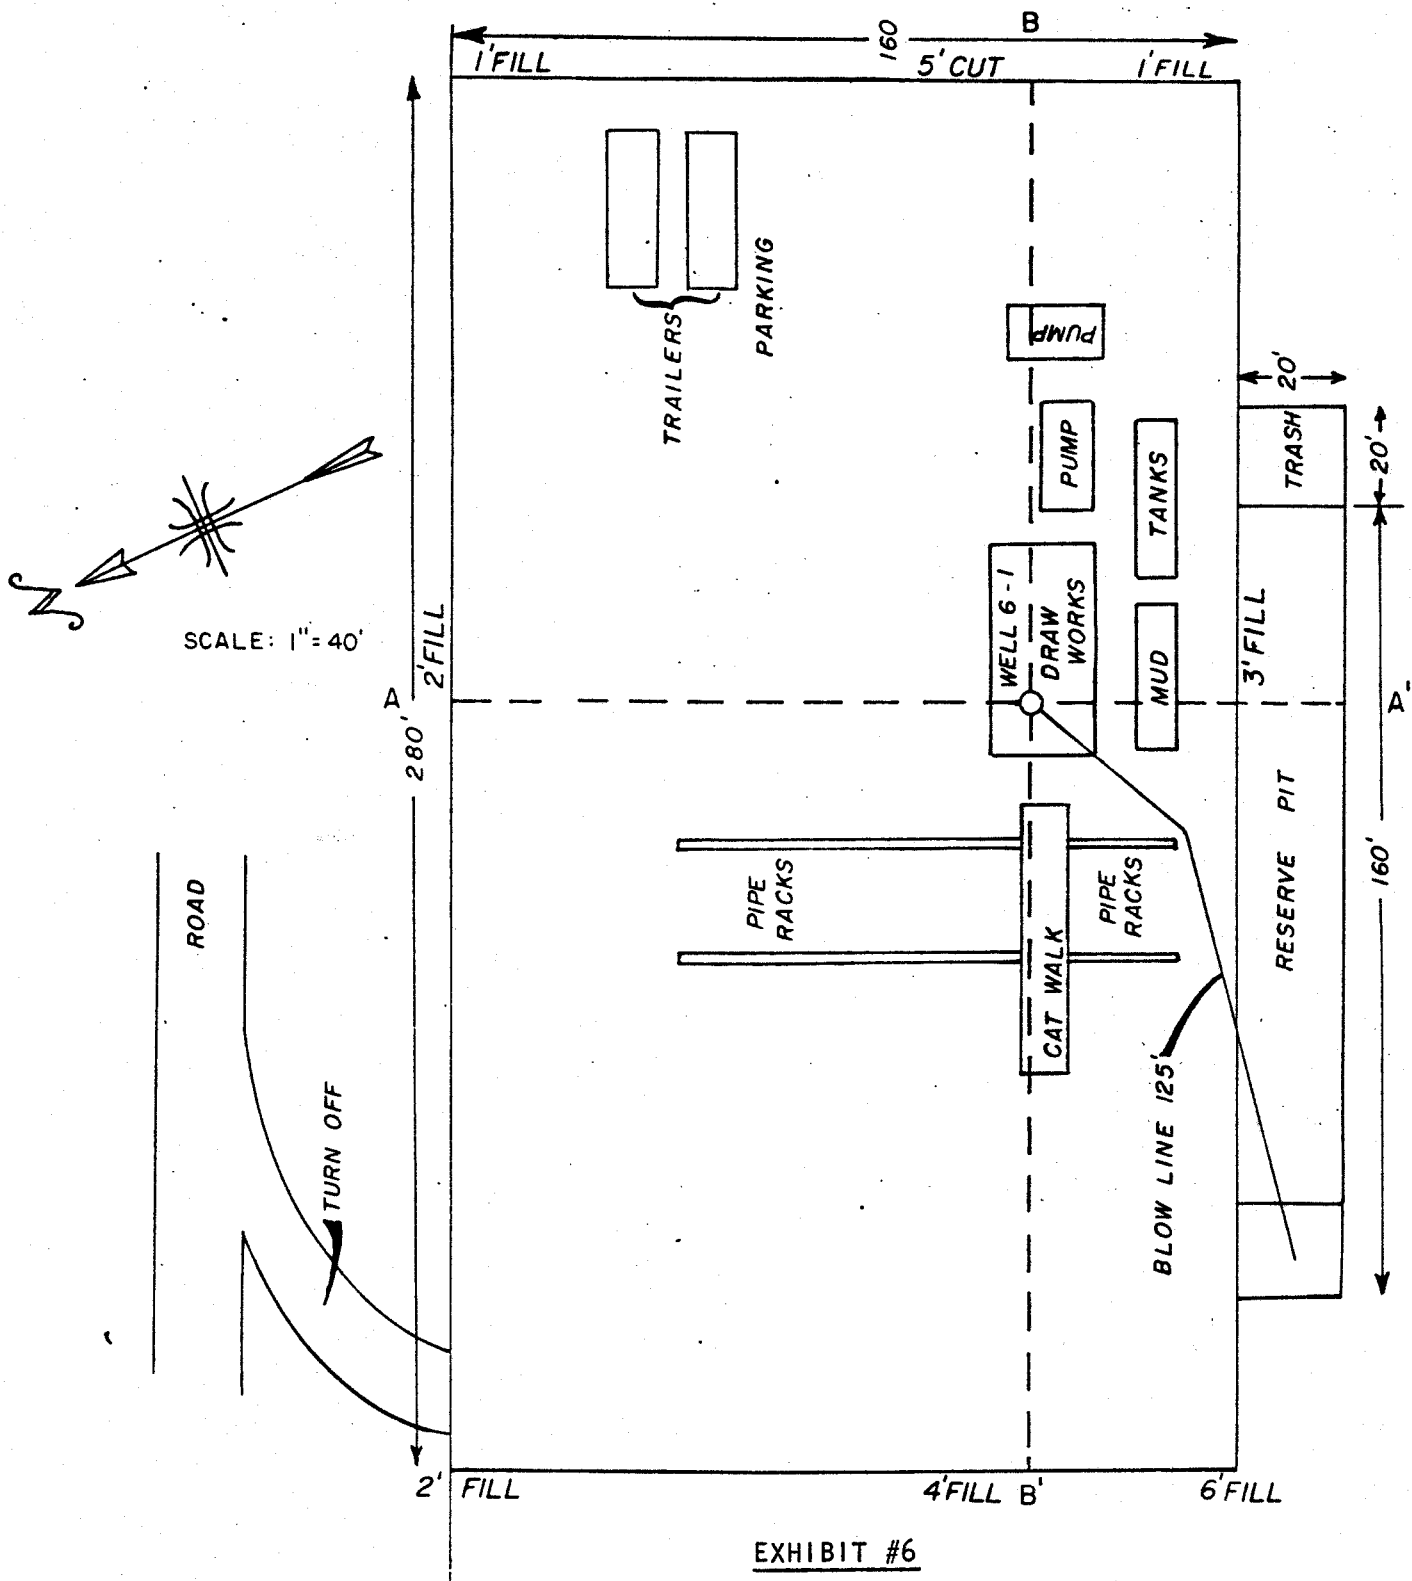 B
160
1' FILL
5' CUT
1' FILL
TRAILERS
PARKING
PUMP
20'
TRASH
20'
PUMP
TANKS
N
SCALE: 1"=40'
2' FILL
WELL 6-1
DRAW
WORKS
MUD
3' FILL
A
A'
280'
ROAD
PIPE
RACKS
PIPE
RACKS
CAT WALK
RESERVE PIT
160'
TURN OFF
BLOW LINE 125'
2' FILL
4' FILL
B'
6' FILL
EXHIBIT #6